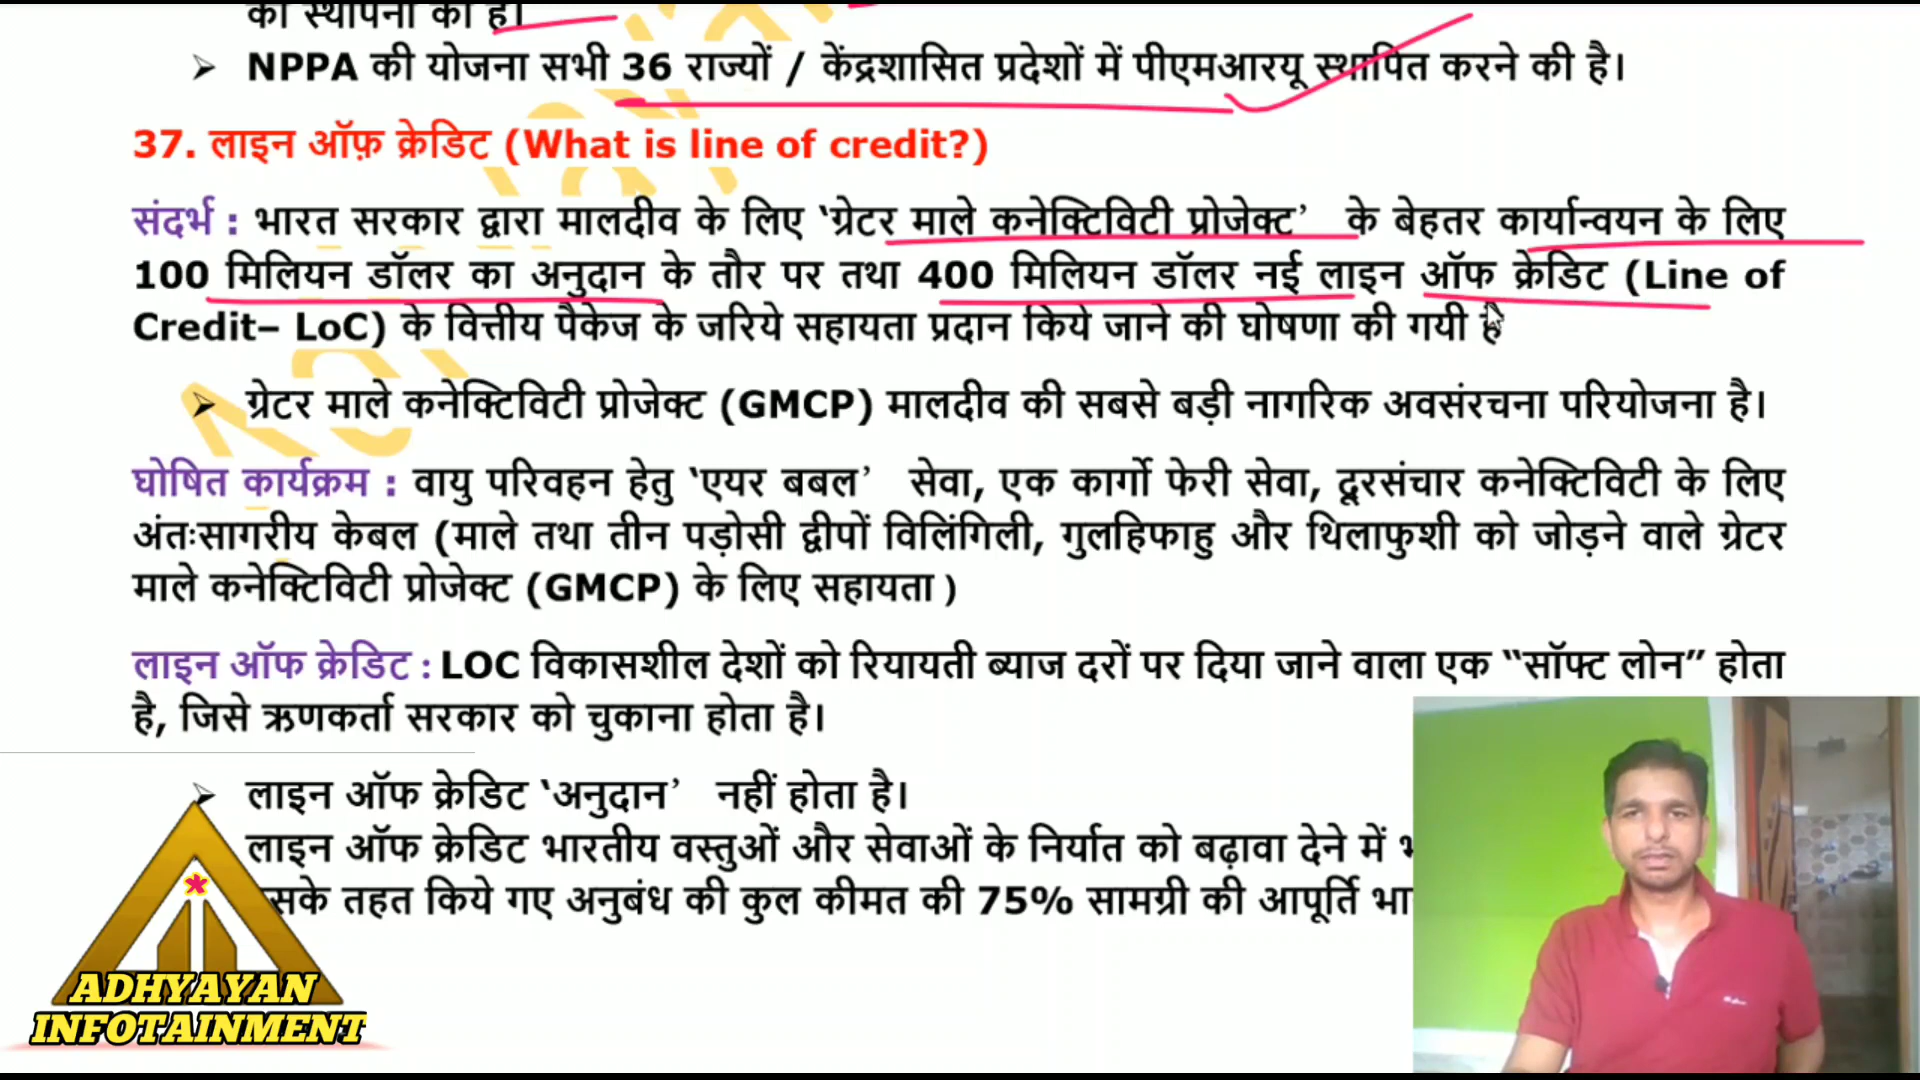 की स्थापना की है।
➢ NPPA की योजना सभी 36 राज्यों / केंद्रशासित प्रदेशों में पीएमआरयू स्थापित करने की है।
37. लाइन ऑफ़ क्रेडिट (What is line of credit?)
संदर्भ : भारत सरकार द्वारा मालदीव के लिए ‘ग्रेटर माले कनेक्टिविटी प्रोजेक्ट’ के बेहतर कार्यान्वयन के लिए
100 मिलियन डॉलर का अनुदान के तौर पर तथा 400 मिलियन डॉलर नई लाइन ऑफ क्रेडिट (Line of
Credit– LoC) के वित्तीय पैकेज के जरिये सहायता प्रदान किये जाने की घोषणा की गयी है
➢ ग्रेटर माले कनेक्टिविटी प्रोजेक्ट (GMCP) मालदीव की सबसे बड़ी नागरिक अवसंरचना परियोजना है।
घोषित कार्यक्रम : वायु परिवहन हेतु ‘एयर बबल’ सेवा, एक कार्गो फेरी सेवा, दूरसंचार कनेक्टिविटी के लिए
अंतःसागरीय केबल (माले तथा तीन पड़ोसी द्वीपों विलिंगिली, गुलहिफाहु और थिलाफुशी को जोड़ने वाले ग्रेटर
माले कनेक्टिविटी प्रोजेक्ट (GMCP) के लिए सहायता )
लाइन ऑफ क्रेडिट : LOC विकासशील देशों को रियायती ब्याज दरों पर दिया जाने वाला एक “सॉफ्ट लोन” होता
है, जिसे ऋणकर्ता सरकार को चुकाना होता है।
➢ लाइन ऑफ क्रेडिट ‘अनुदान’ नहीं होता है।
लाइन ऑफ क्रेडिट भारतीय वस्तुओं और सेवाओं के निर्यात को बढ़ावा देने में
के तहत किये गए अनुबंध की कुल कीमत की 75% सामग्री की आपूर्ति
ADHYAYAN
INFOTAINMENT